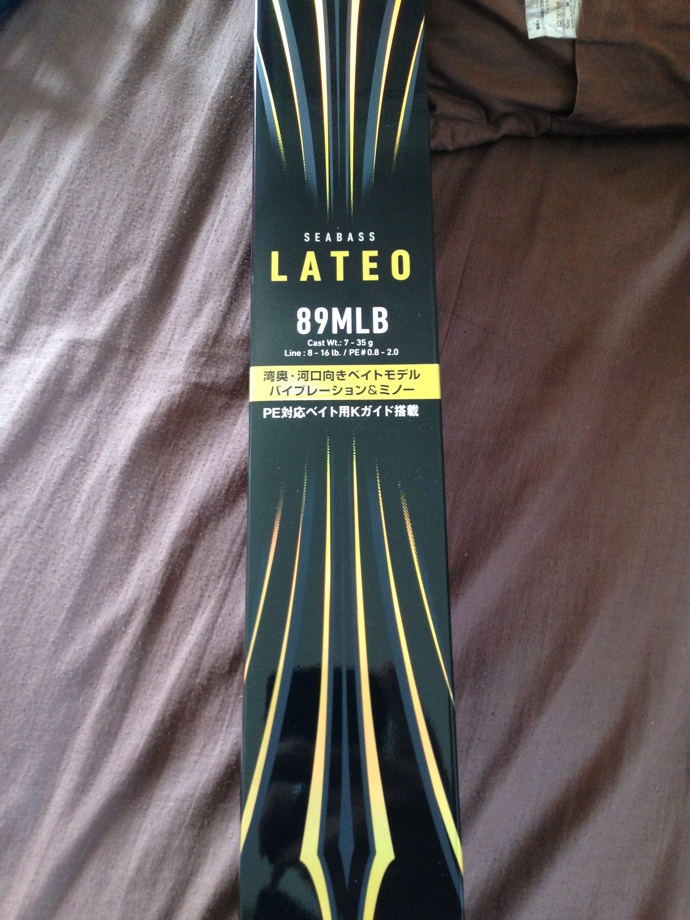 SEABASS
LATEO
89MLB
Cast Wt.: 7 - 35 g
Line : 8 - 16 lb. / PE # 0.8 - 2.0
湾奥・河口向きベイトモデル
バイブレーション&ミノー
PE対応ベイト用Kガイド搭載